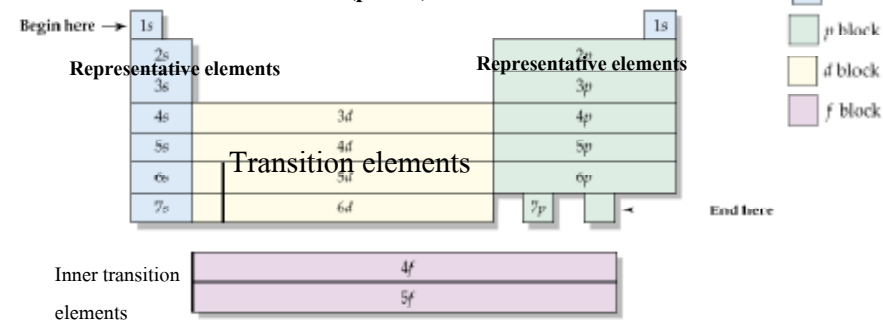 Begin here → 1s 1s
2s 2p
Representative elements Representative elements
3s 3p
4s 3d 4p
5s 4d 5p
Transition elements
6s 5d 6p
7s 6d 7p End here
p block
d block
f block
Inner transition
elements
4f
5f